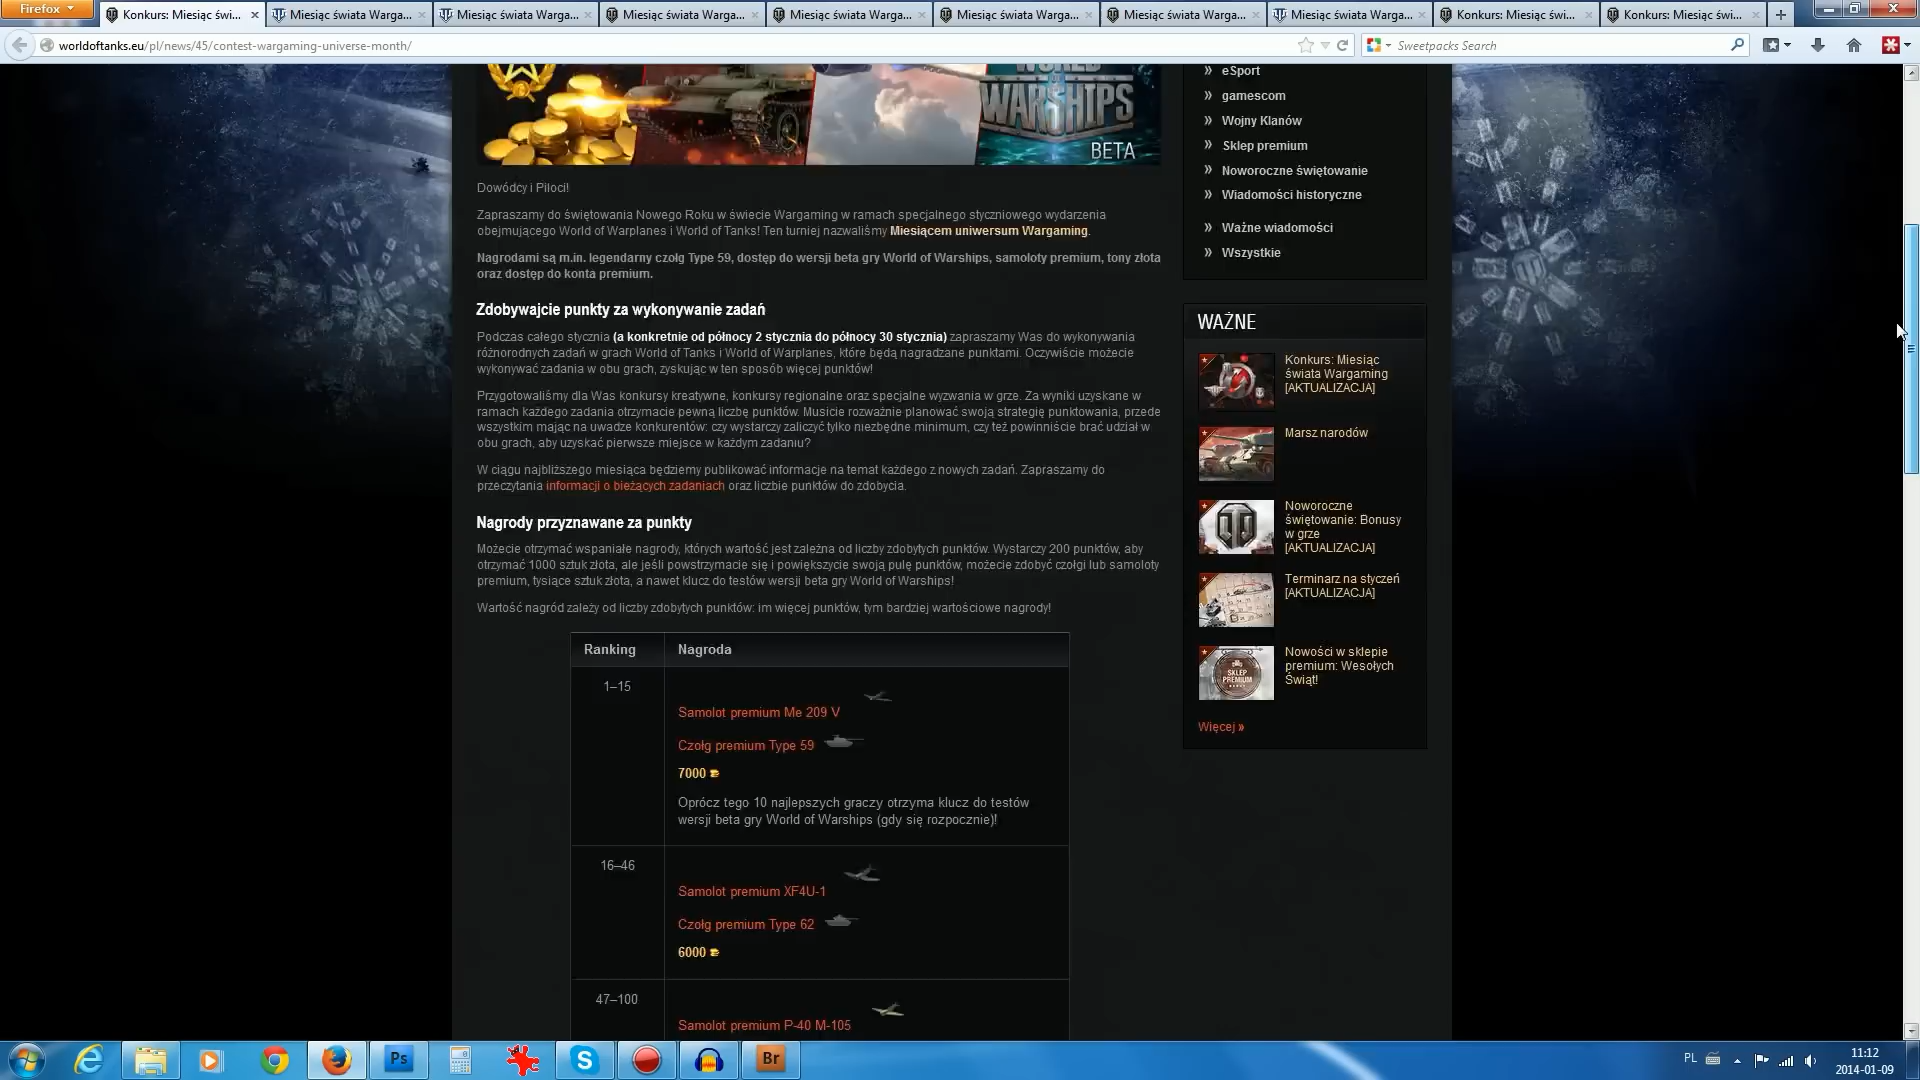 Firefox
Konkurs: Miesiąc świ...
Miesiąc świata Warga...
Miesiąc świata Warga...
Miesiąc świata Warga...
Miesiąc świata Warga...
Miesiąc świata Warga...
Miesiąc świata Warga...
Miesiąc świata Warga...
Konkurs: Miesiąc świ...
Konkurs: Miesiąc świ...
worldoftanks.eu/pl/news/45/contest-wargaming-universe-month/
Sweetpacks Search
WORLD
WARSHIPS
BETA
Dowódcy i Piloci!
Zapraszamy do świętowania Nowego Roku w świecie Wargaming w ramach specjalnego styczniowego wydarzenia
obejmującego World of Warplanes i World of Tanks! Ten turniej nazwaliśmy Miesiącem uniwersum Wargaming.
Nagrodami są m.in. legendarny czołg Type 59, dostęp do wersji beta gry World of Warships, samoloty premium, tony złota
oraz dostęp do konta premium.
Zdobywajcie punkty za wykonywanie zadań
Podczas całego stycznia (a konkretnie od północy 2 stycznia do północy 30 stycznia) zapraszamy Was do wykonywania
różnorodnych zadań w grach World of Tanks i World of Warplanes, które będą nagradzane punktami. Oczywiście możecie
wykonywać zadania w obu grach, zyskując w ten sposób więcej punktów!
Przygotowaliśmy dla Was konkursy kreatywne, konkursy regionalne oraz specjalne wyzwania w grze. Za wyniki uzyskane w
ramach każdego zadania otrzymacie pewną liczbę punktów. Musicie rozważnie planować swoją strategię punktowania, przede
wszystkim mając na uwadze konkurentów: czy wystarczy zaliczyć tylko niezbędne minimum, czy też powinniście brać udział w
obu grach, aby uzyskać pierwsze miejsce w każdym zadaniu?
W ciągu najbliższego miesiąca będziemy publikować informacje na temat każdego z nowych zadań. Zapraszamy do
przeczytania informacji o bieżących zadaniach oraz liczbie punktów do zdobycia.
Nagrody przyznawane za punkty
Możecie otrzymać wspaniałe nagrody, których wartość jest zależna od liczby zdobytych punktów. Wystarczy 200 punktów, aby
otrzymać 1000 sztuk złota, ale jeśli powstrzymacie się i powiększycie swoją pulę punktów, możecie zdobyć czołgi lub samoloty
premium, tysiące sztuk złota, a nawet klucz do testów wersji beta gry World of Warships!
Wartość nagród zależy od liczby zdobytych punktów: im więcej punktów, tym bardziej wartościowe nagrody!
Ranking Nagroda
1–15
Samolot premium Me 209 V
Czołg premium Type 59
7000
Oprócz tego 10 najlepszych graczy otrzyma klucz do testów
wersji beta gry World of Warships (gdy się rozpocznie)!
16–46
Samolot premium XF4U-1
Czołg premium Type 62
6000
47–100
Samolot premium P-40 M-105
» eSport
» gamescom
» Wojny Klanów
» Sklep premium
» Noworoczne świętowanie
» Wiadomości historyczne
» Ważne wiadomości
» Wszystkie
WAŻNE
Konkurs: Miesiąc
świata Wargaming
[AKTUALIZACJA]
Marsz narodów
Noworoczne
świętowanie: Bonusy
w grze
[AKTUALIZACJA]
Terminarz na styczeń
[AKTUALIZACJA]
SKLEP
PREMIUM
Nowości w sklepie
premium: Wesołych
Świąt!
Więcej »
Ps
Br
PL
11:12
2014-01-09